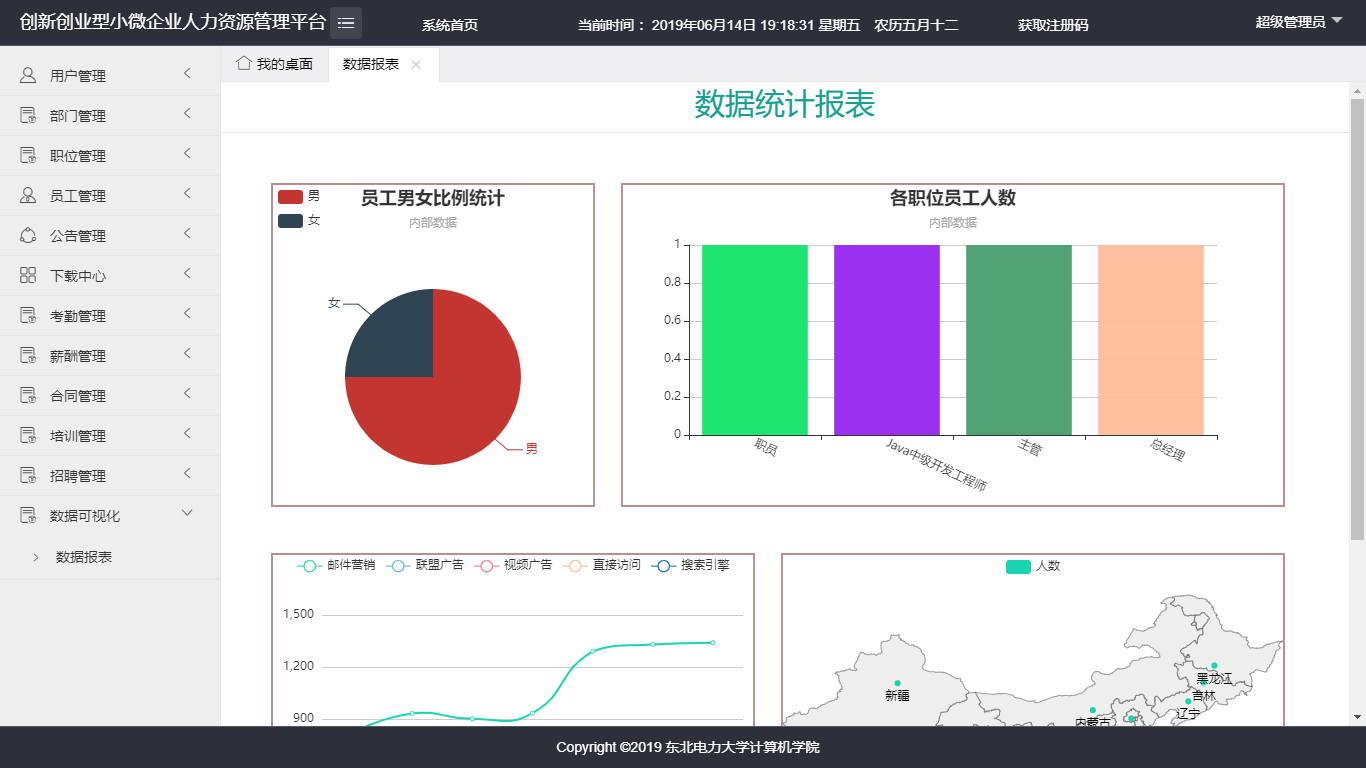 创新创业型小微企业人力资源管理平台
系统首页
当前时间： 2019年06月14日 19:18:31 星期五 农历五月十二
获取注册码
超级管理员
用户管理
部门管理
职位管理
员工管理
公告管理
下载中心
考勤管理
薪酬管理
合同管理
培训管理
招聘管理
数据可视化
数据报表
我的桌面
数据报表
数据统计报表
男
女
员工男女比例统计
内部数据
女
男
各职位员工人数
内部数据
1
0.8
0.6
0.4
0.2
0
职员
Java中级开发工程师
主管
总经理
邮件营销
联盟广告
视频广告
直接访问
搜索引擎
1,500
1,200
900
人数
新疆
黑龙江
吉林
辽宁
内蒙古
Copyright ©2019 东北电力大学计算机学院